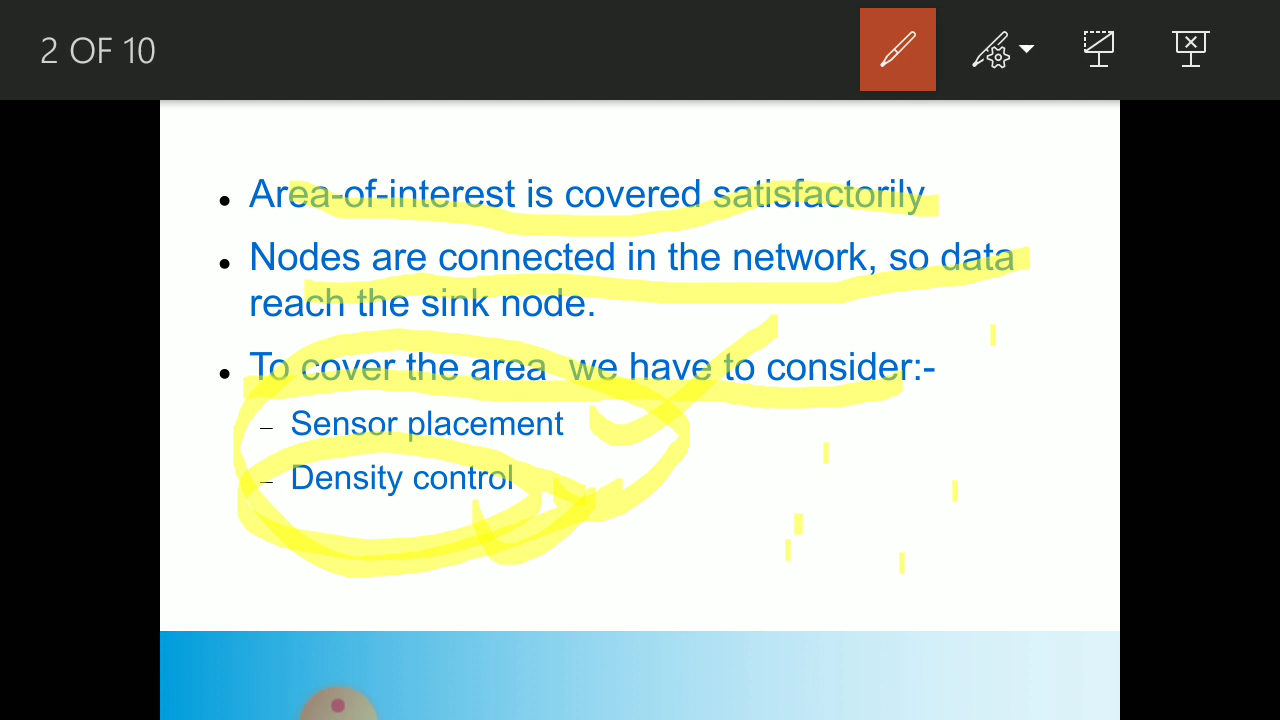 2 OF 10
• Area-of-interest is covered satisfactorily
• Nodes are connected in the network, so data
reach the sink node.
• To cover the area we have to consider:-
– Sensor placement
– Density control